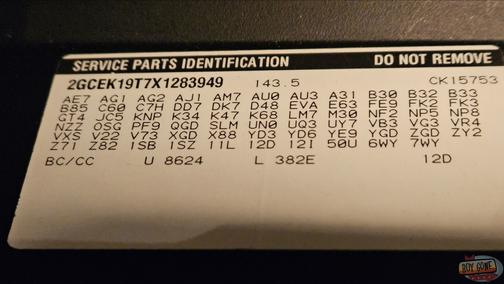 SERVICE PARTS IDENTIFICATION DO NOT REMOVE
2GCEK19T7X1283949 143.5 CK15753
AE7 AG1 AG2 AJ1 AM7 AU0 AU3 A31 B30 B32 B33
B85 C60 C7H DD7 DK7 D48 EVA E63 FE9 FK2 FK3
GT4 JC5 KNP K34 K47 K68 LM7 M30 NF2 NP5 NP8
NZZ OSG PF9 QGD SLM UN0 UQ3 UY7 VB3 VG3 VR4
VXS V22 V73 XGD X88 YD3 YD6 YE9 YGD ZGD ZY2
Z71 Z82 1SB 1SZ 11L 12D 12I 50U 6WY 7WY
BC/CC U 8624 L 382E 12D